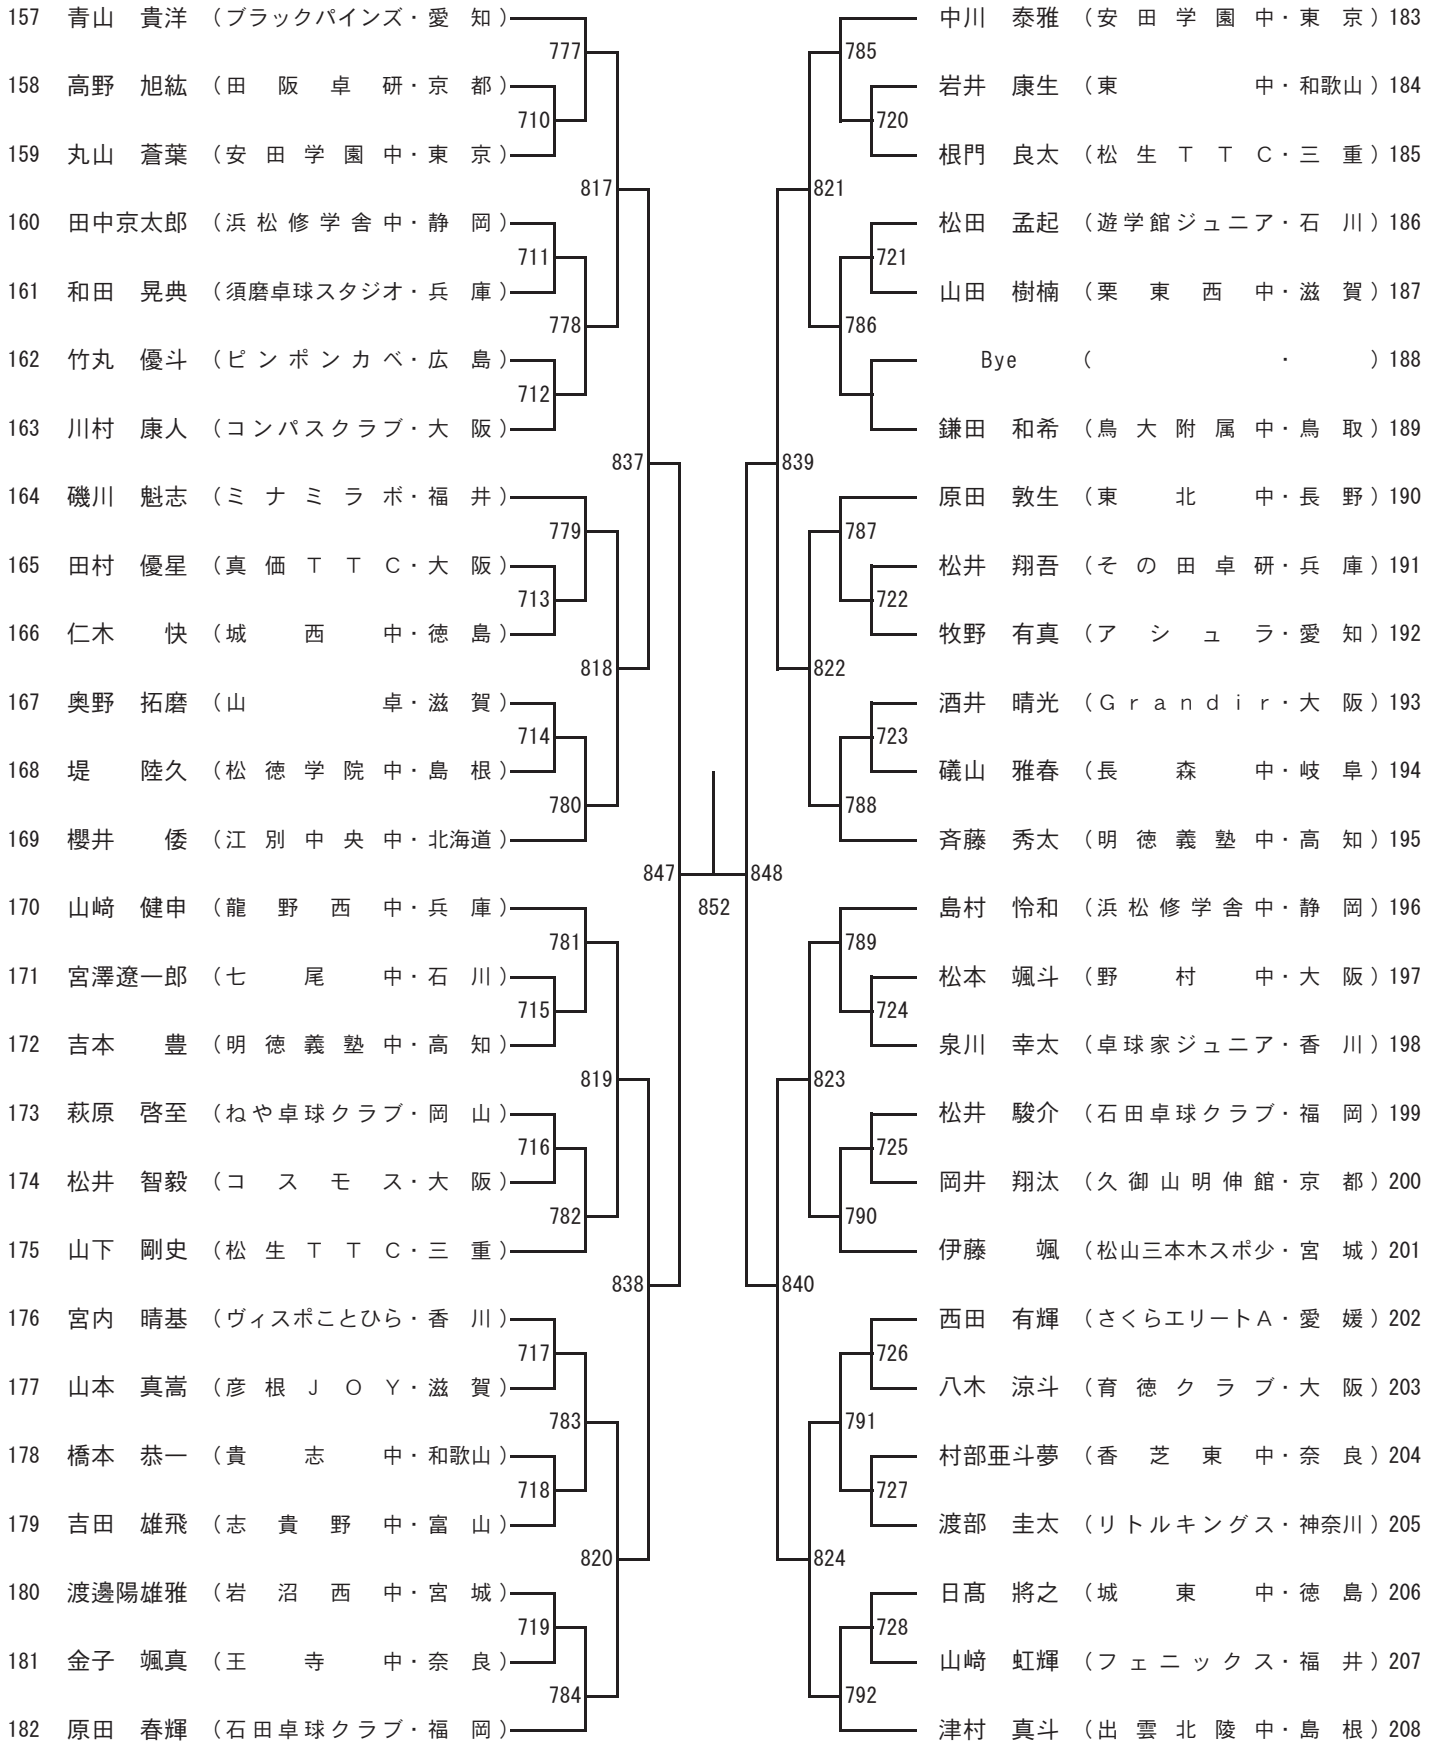 157 青山 貴洋 (ブラックパインズ・愛 知)
777
158 高野 旭紘 (田阪卓研・京 都)
710
159 丸山 蒼葉 (安田学園中・東 京)
817
160 田中京太郎 (浜松修学舎中・静 岡)
711
161 和田 晃典 (須磨卓球スタジオ・兵 庫)
778
162 竹丸 優斗 (ピンポンカベ・広 島)
712
163 川村 康人 (コンパスクラブ・大 阪)
837
164 磯川 魁志 (ミナミラボ・福 井)
779
165 田村 優星 (真価TTC・大 阪)
713
166 仁木 快 (城西中・徳 島)
818
167 奥野 拓磨 (山卓・滋 賀)
714
168 堤 陸久 (松徳学院中・島 根)
780
169 櫻井 倭 (江別中央中・北海道)
847
170 山﨑 健申 (龍野西中・兵 庫)
781
171 宮澤遼一郎 (七尾中・石 川)
715
172 吉本 豊 (明徳義塾中・高 知)
819
173 萩原 啓至 (ねや卓球クラブ・岡 山)
716
174 松井 智毅 (コスモス・大 阪)
782
175 山下 剛史 (松生TTC・三 重)
838
176 宮内 晴基 (ヴィスポことひら・香 川)
717
177 山本 真嵩 (彦根JOY・滋 賀)
783
178 橋本 恭一 (貴志中・和歌山)
718
179 吉田 雄飛 (志貴野中・富 山)
820
180 渡邊陽雄雅 (岩沼西中・宮 城)
719
181 金子 颯真 (王寺中・奈 良)
784
182 原田 春輝 (石田卓球クラブ・福 岡)
852
中川 泰雅 (安田学園中・東 京) 183
785
岩井 康生 (東中・和歌山) 184
720
根門 良太 (松生TTC・三 重) 185
821
松田 孟起 (遊学館ジュニア・石 川) 186
721
山田 樹楠 (栗東西中・滋 賀) 187
786
Bye ( ・ ) 188
鎌田 和希 (鳥大附属中・鳥 取) 189
839
原田 敦生 (東北中・長 野) 190
787
松井 翔吾 (その田卓研・兵 庫) 191
722
牧野 有真 (アシュラ・愛 知) 192
822
酒井 晴光 (Grandir・大 阪) 193
723
礒山 雅春 (長森中・岐 阜) 194
788
斉藤 秀太 (明徳義塾中・高 知) 195
848
島村 怜和 (浜松修学舎中・静 岡) 196
789
松本 颯斗 (野村中・大 阪) 197
724
泉川 幸太 (卓球家ジュニア・香 川) 198
823
松井 駿介 (石田卓球クラブ・福 岡) 199
725
岡井 翔汰 (久御山明伸館・京 都) 200
790
伊藤 颯 (松山三本木スポ少・宮 城) 201
840
西田 有輝 (さくらエリートA・愛 媛) 202
726
八木 涼斗 (育徳クラブ・大 阪) 203
791
村部亜斗夢 (香芝東中・奈 良) 204
727
渡部 圭太 (リトルキングス・神奈川) 205
824
日髙 將之 (城東中・徳 島) 206
728
山﨑 虹輝 (フェニックス・福 井) 207
792
津村 真斗 (出雲北陵中・島 根) 208